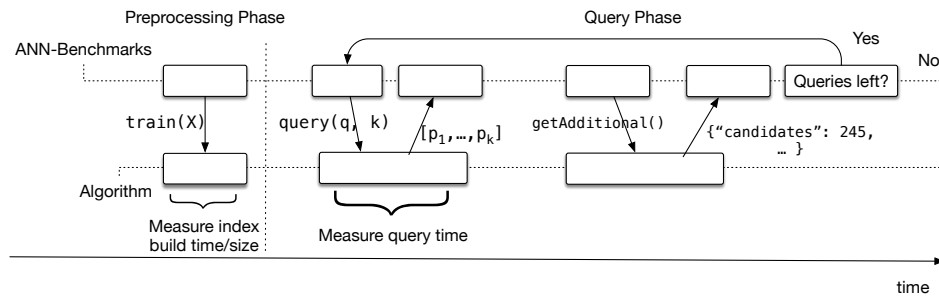 Preprocessing Phase
Query Phase
ANN-Benchmarks
Yes
No
Queries left?
train(X)
query(q, k)
[p1,…,pk]
getAdditional()
{“candidates”: 245,
… }
Algorithm
Measure index
build time/size
Measure query time
time